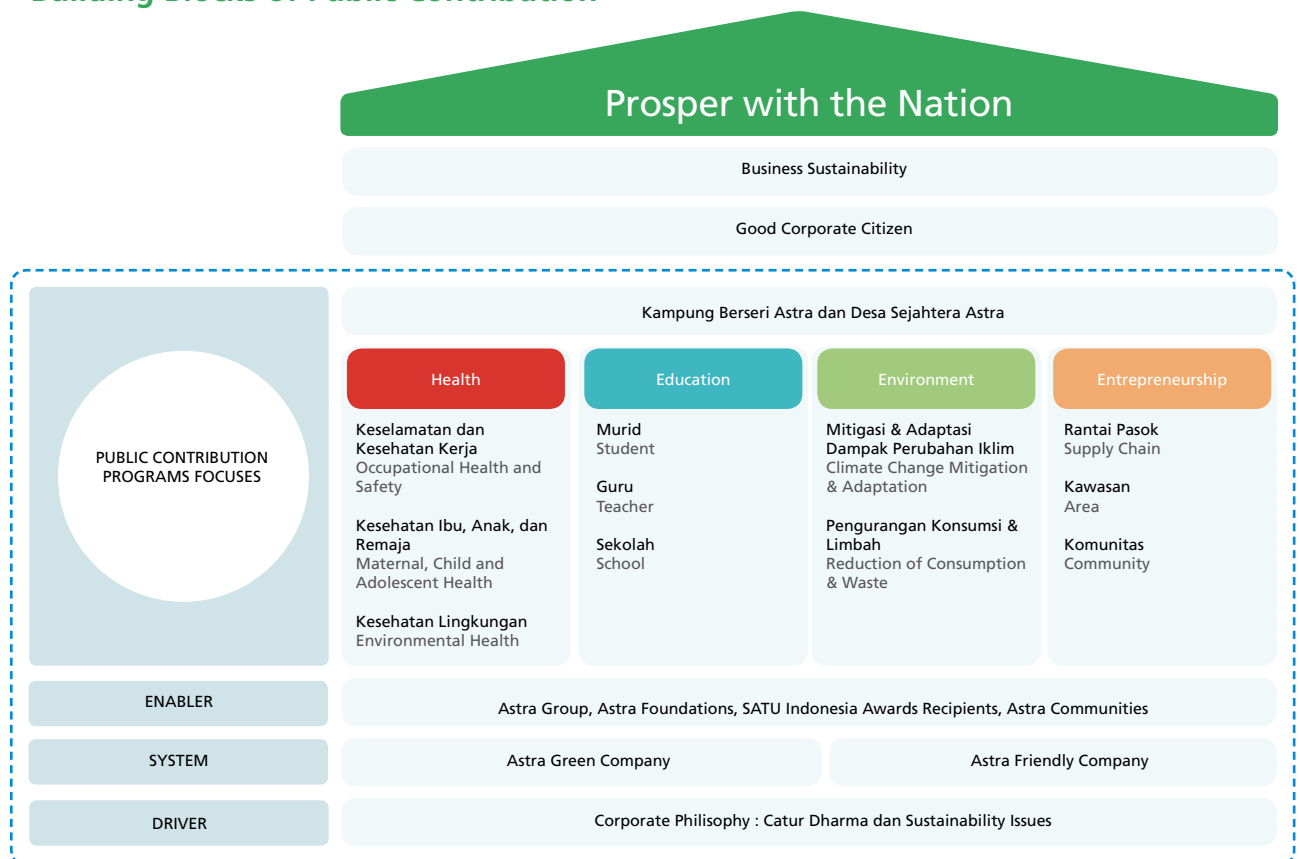 Building Blocks of Public Contribution
Prosper with the Nation
Business Sustainability
Good Corporate Citizen
Kampung Berseri Astra dan Desa Sejahtera Astra
PUBLIC CONTRIBUTION
PROGRAMS FOCUSES
Health
Keselamatan dan
Kesehatan Kerja
Occupational Health and
Safety
Kesehatan Ibu, Anak, dan
Remaja
Maternal, Child and
Adolescent Health
Kesehatan Lingkungan
Environmental Health
Education
Murid
Student
Guru
Teacher
Sekolah
School
Environment
Mitigasi & Adaptasi
Dampak Perubahan Iklim
Climate Change Mitigation
& Adaptation
Pengurangan Konsumsi &
Limbah
Reduction of Consumption
& Waste
Entrepreneurship
Rantai Pasok
Supply Chain
Kawasan
Area
Komunitas
Community
ENABLER
Astra Group, Astra Foundations, SATU Indonesia Awards Recipients, Astra Communities
SYSTEM
Astra Green Company
Astra Friendly Company
DRIVER
Corporate Philisophy : Catur Dharma dan Sustainability Issues